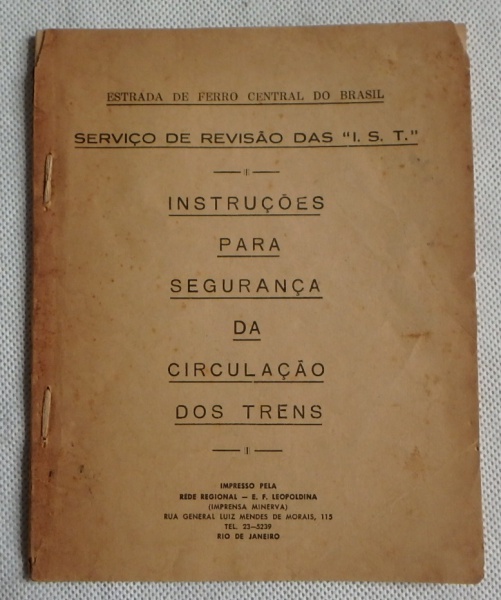 ESTRADA DE FERRO CENTRAL DO BRASIL
SERVIÇO DE REVISÃO DAS "I. S. T."
INSTRUÇÕES
PARA
SEGURANÇA
DA
CIRCULAÇÃO
DOS TRENS
IMPRESSO PELA
REDE REGIONAL — E. F. LEOPOLDINA
(IMPRENSA MINERVA)
RUA GENERAL LUIZ MENDES DE MORAIS, 115
TEL. 23—5239
RIO DE JANEIRO